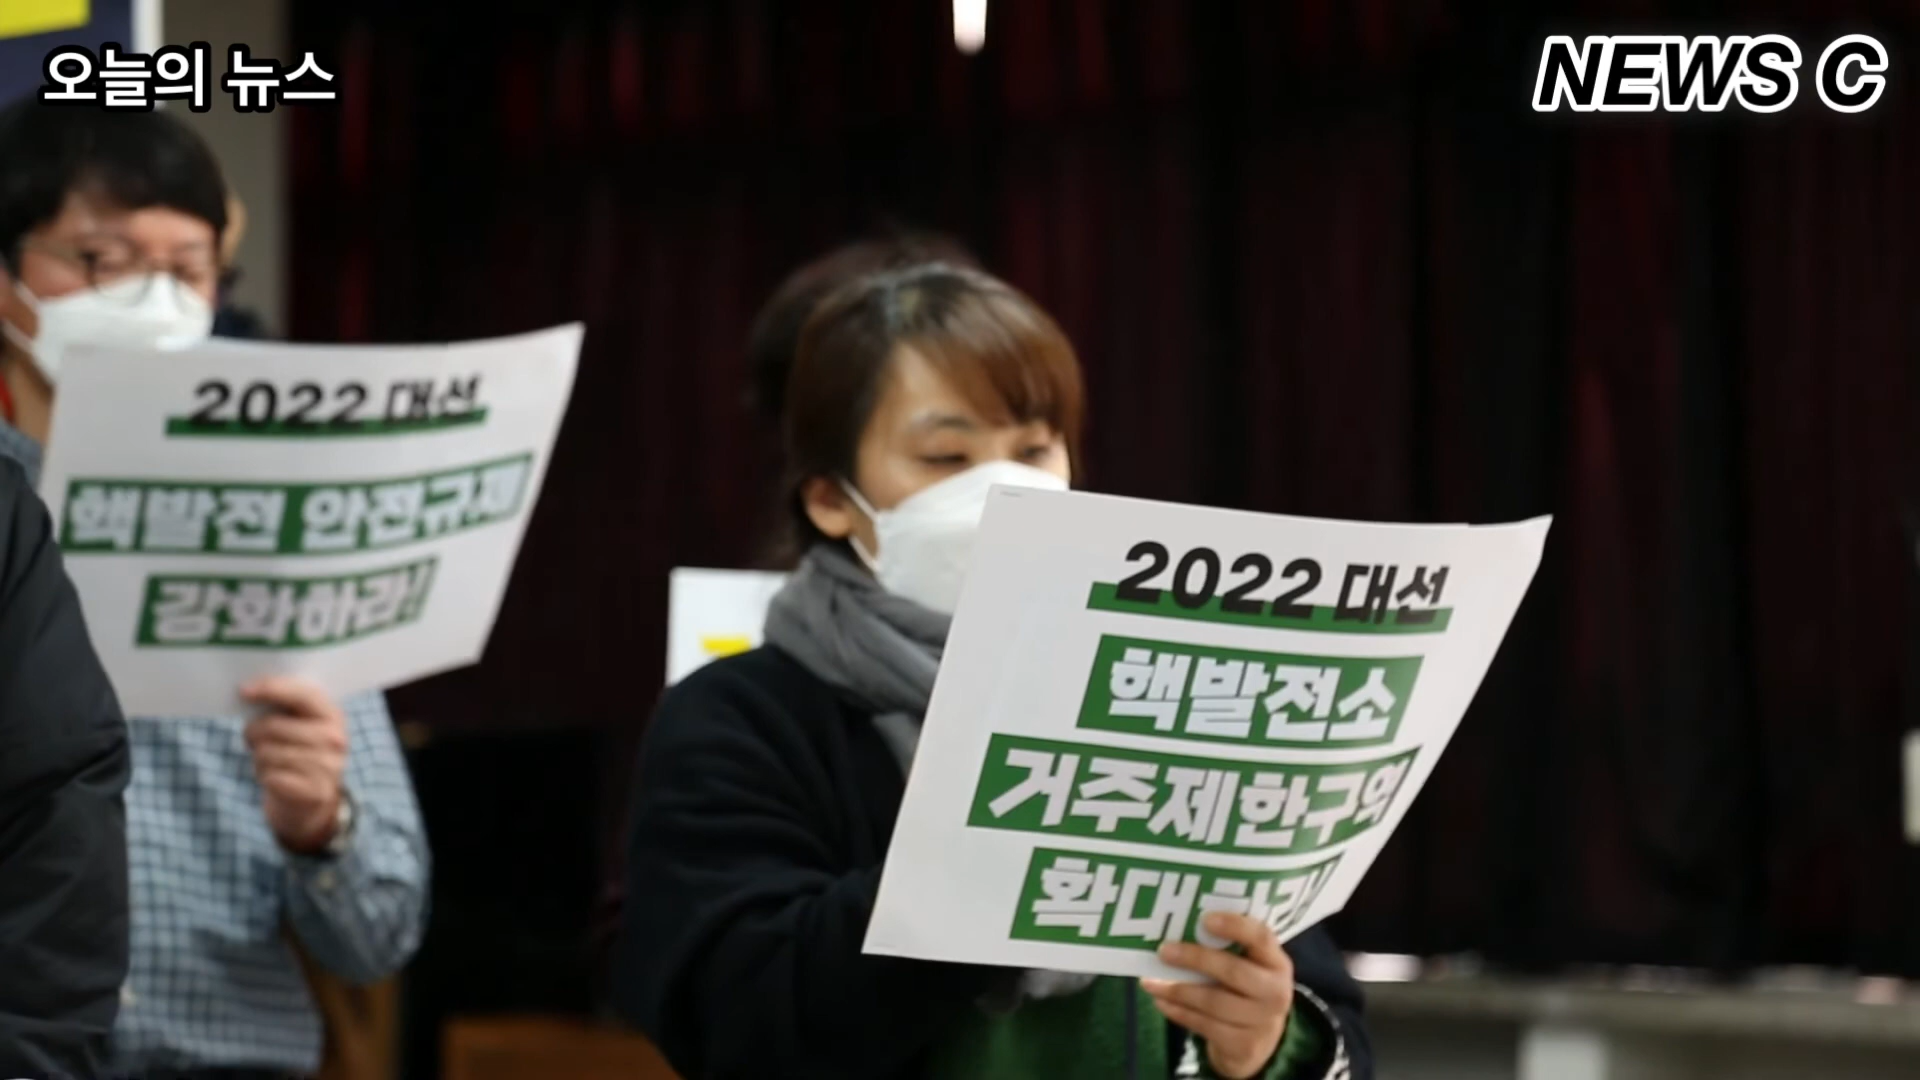 오늘의 뉴스
NEWS C
2022 대선
핵발전 안전규제
강화하라!
2022 대선
핵발전소
거주제한구역
확대하라!